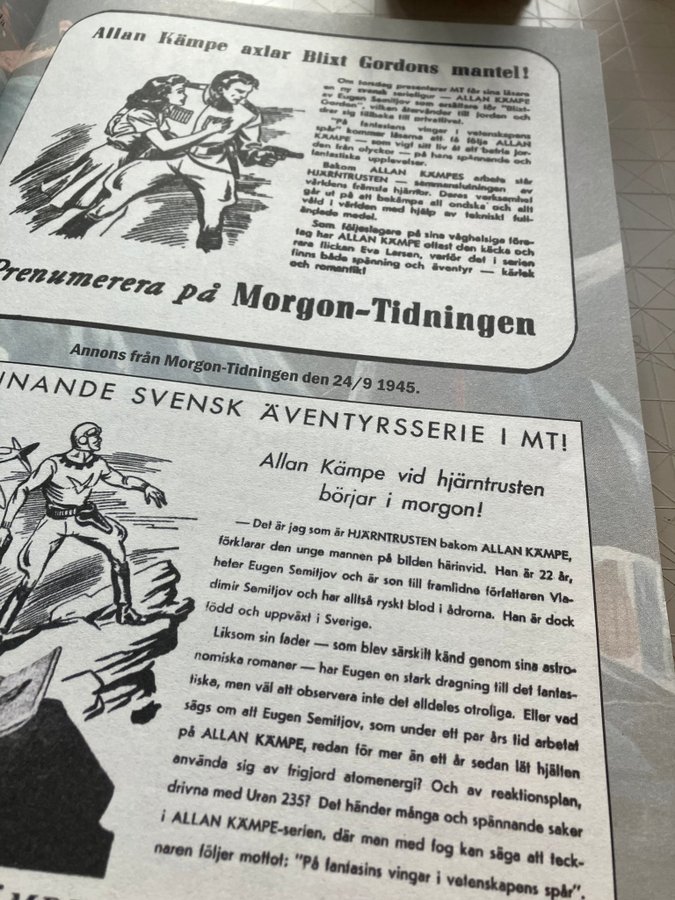 Allan Kämpe axlar Blixt Gordons mantel!
Om torsdag presenterar MT för sina läsare
en ny svensk seriefigur — ALLAN KÄMPE
av Eugen Semitjov som ersättare för "Blixt-
Gordon", vilken återvänder till Jorden och
drar sig tillbaka till privatlivet.
"På fantasiens vingar i vetenskapens
spår" kommer läsarna att få följa ALLAN
KÄMPE — som vigt sitt liv åt att befria jor-
den från olyckor — på hans spännande och
fantastiska upplevelser.
Bakom ALLAN KÄMPES arbete står
HJÄRNTRUSTEN — sammanslutningen av
världens främsta hjärnor. Deras verksamhet
går ut på att bekämpa all ondska och allt
våld i världen med hjälp av tekniskt full-
ändade medel.
Som följeslagare på sina våghalsiga före-
tag har ALLAN KÄMPE oftast den käcka och
rara flickan Eva Larsen, varför det i serien
finns både spänning och äventyr — kärlek
och romantik!
Prenumerera på Morgon-Tidningen
Annons från Morgon-Tidningen den 24/9 1945.
NNANDE SVENSK ÄVENTYRSSERIE I MT!
Allan Kämpe vid hjärntrusten
börjar i morgon!
— Det är jag som är HJÄRNTRUSTEN bakom ALLAN KÄMPE,
förklarar den unge mannen på bilden härinvid. Han är 22 år,
heter Eugen Semitjov och är son till framlidne författaren Vla-
dimir Semitjov och har alltså ryskt blod i ådrorna. Han är dock
född och uppväxt i Sverige.
Liksom sin fader — som blev särskilt känd genom sina astro-
nomiska romaner — har Eugen en stark dragning till det fantas-
tiska, men väl att observera inte det alldeles otroliga. Eller vad
sägs om att Eugen Semitjov, som under ett par års tid arbetat
på ALLAN KÄMPE, redan för mer än ett år sedan lät hjälten
använda sig av frigjord atomenergi? Och av reaktionsplan,
drivna med Uran 235? Det händer många och spännande saker
i ALLAN KÄMPE-serien, där man med fog kan säga att teck-
naren följer mottot: "På fantasins vingar i vetenskapens spår".